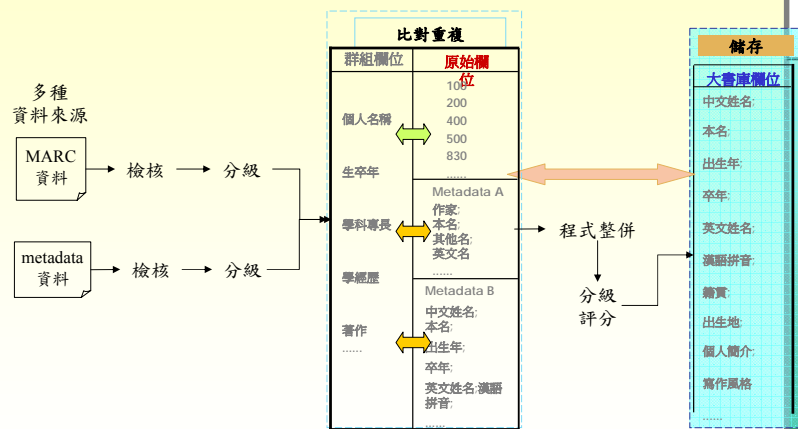 多種
資料來源
MARC
資料
檢核
分級
metadata
資料
檢核
分級
比對重複
群組欄位
個人名稱
生卒年
學科專長
學經歷
著作
......
原始欄
位
100
200
400
500
830
......
Metadata A
作家;
本名;
其他名;
英文名
......
Metadata B
中文姓名;
本名;
出生年;
卒年;
英文姓名;漢語
拼音;
......
程式整併
分級
評分
儲存
大書庫欄位
中文姓名;
本名;
出生年;
卒年;
英文姓名;
漢語拼音;
籍貫;
出生地;
個人簡介;
寫作風格
......